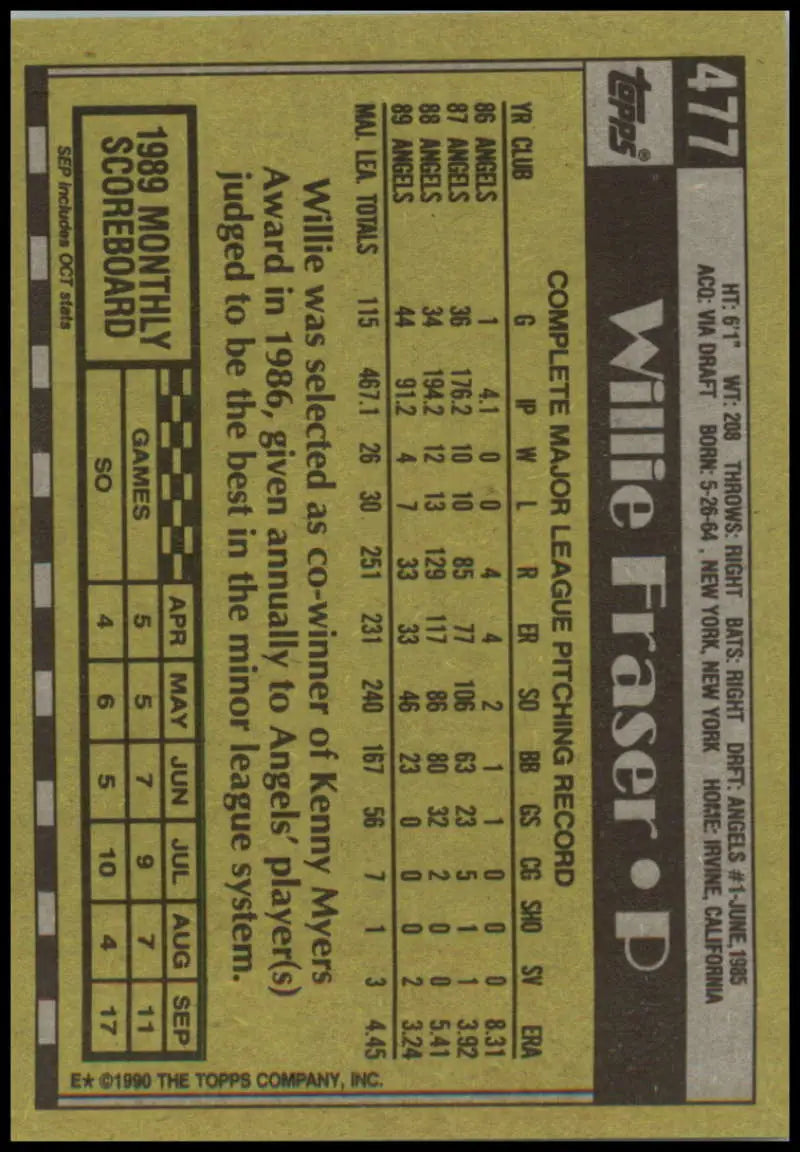 477
topps®
HT: 6'1" WT: 208 THROWS: RIGHT BATS: RIGHT DRFT: ANGELS #1-JUNE, 1985
ACQ: VIA DRAFT BORN: 5-26-64, NEW YORK, NEW YORK HOME: IRVINE, CALIFORNIA
Willie Fraser • P
COMPLETE MAJOR LEAGUE PITCHING RECORD
YR CLUB G IP W L R ER SO BB GS CG SHO SV ERA
86 ANGELS 1 4.1 0 0 4 4 2 1 1 0 0 0 8.31
87 ANGELS 36 176.2 10 10 85 77 106 63 23 5 1 1 3.92
88 ANGELS 34 194.2 12 13 129 117 86 80 32 2 0 0 5.41
89 ANGELS 44 91.2 4 7 33 33 46 23 0 0 0 2 3.24
MAJ. LEA. TOTALS 115 467.1 26 30 251 231 240 167 56 7 1 3 4.45
Willie was selected as co-winner of Kenny Myers
Award in 1986, given annually to Angels' player(s)
judged to be the best in the minor league system.
1989 MONTHLY
SCOREBOARD
APR MAY JUN JUL AUG SEP
GAMES 5 5 7 9 7 11
SO 4 6 5 10 4 17
SEP includes OCT stats
E★ ©1990 THE TOPPS COMPANY, INC.